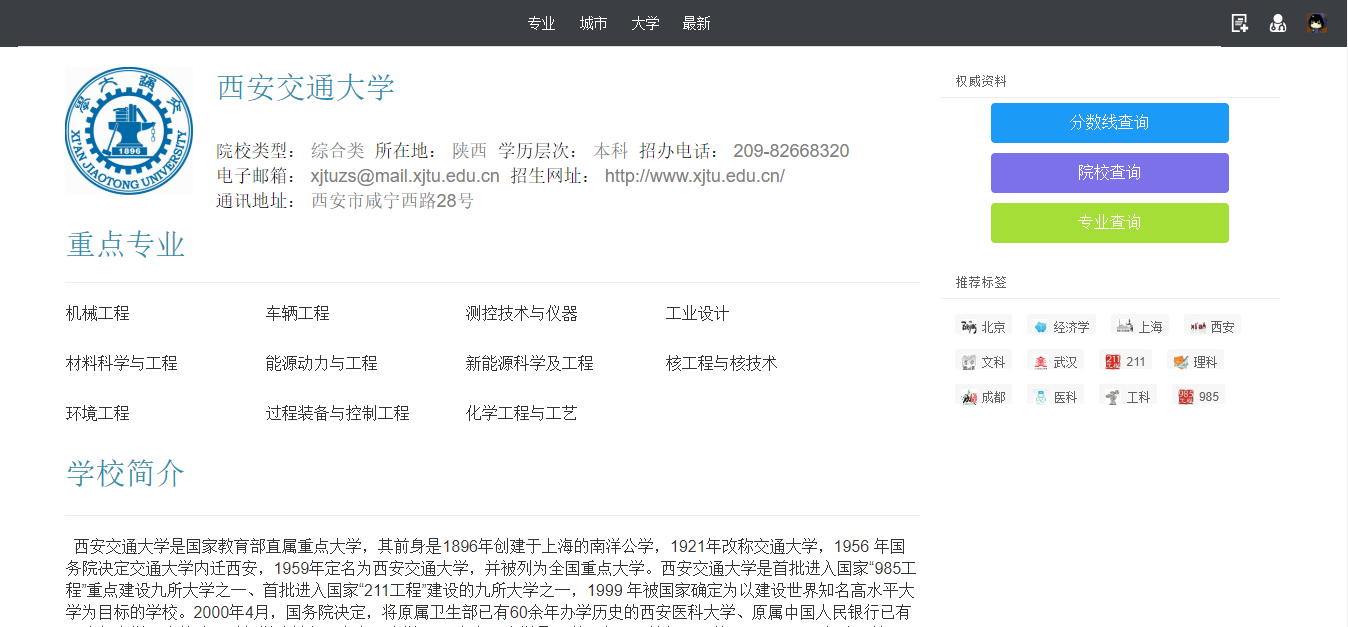 专业 城市 大学 最新
西安交通大学
XI'AN JIAOTONG UNIVERSITY
1896
院校类型： 综合类 所在地： 陕西 学历层次： 本科 招办电话： 209-82668320
电子邮箱： xjtuzs@mail.xjtu.edu.cn 招生网址： http://www.xjtu.edu.cn/
通讯地址： 西安市咸宁西路28号
重点专业
机械工程 车辆工程 测控技术与仪器 工业设计
材料科学与工程 能源动力与工程 新能源科学及工程 核工程与核技术
环境工程 过程装备与控制工程 化学工程与工艺
学校简介
西安交通大学是国家教育部直属重点大学，其前身是1896年创建于上海的南洋公学，1921年改称交通大学，1956 年国
务院决定交通大学内迁西安，1959年定名为西安交通大学，并被列为全国重点大学。西安交通大学是首批进入国家“985工
程”重点建设九所大学之一、首批进入国家“211工程”建设的九所大学之一，1999 年被国家确定为以建设世界知名高水平大
学为目标的学校。2000年4月，国务院决定，将原属卫生部已有60余年办学历史的西安医科大学、原属中国人民银行已有
权威资料
分数线查询
院校查询
专业查询
推荐标签
北京 经济学 上海 西安
文科 武汉 211 理科
成都 医科 工科 985